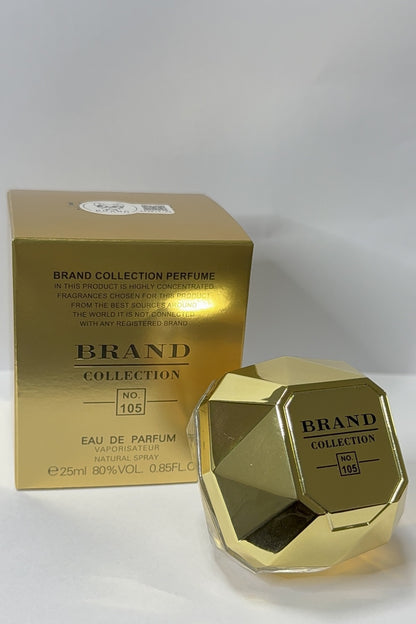 BRAND COLLECTION PERFUME
IN THIS PRODUCT IS HIGHLY CONCENTRATED
FRAGRANCES CHOSEN FOR THIS PRODUCT
FROM THE BEST SOURCES AROUND
THE WORLD IT IS NOT CONNECTED
WITH ANY REGISTERED BRAND
BRAND
COLLECTION
NO.
105
EAU DE PARFUM
VAPORISATEUR
NATURAL SPRAY
℮25ml 80%VOL. 0.85FL.O
BRAND
COLLECTION
NO.
105